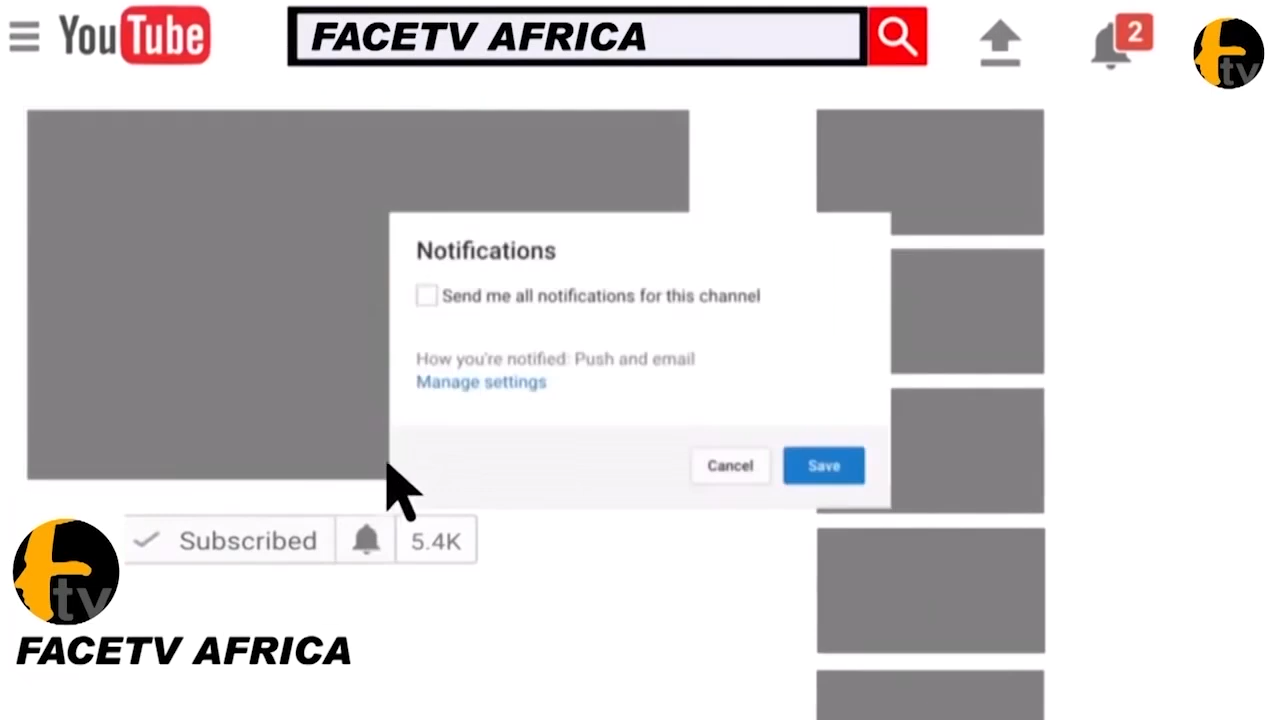 YouTube
FACETV AFRICA
2
tv
Notifications
Send me all notifications for this channel
How you're notified: Push and email
Manage settings
Cancel
Save
Subscribed
5.4K
tv
FACETV AFRICA